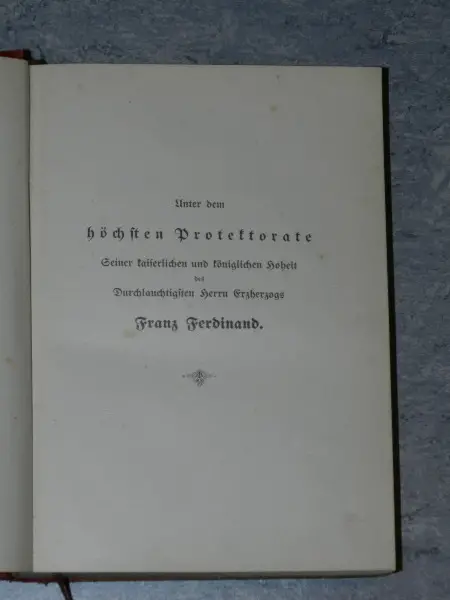 Unter dem
höchsten Protektorate
Seiner kaiserlichen und königlichen Hoheit
des
Durchlauchtigsten Herrn Erzherzogs
Franz Ferdinand.